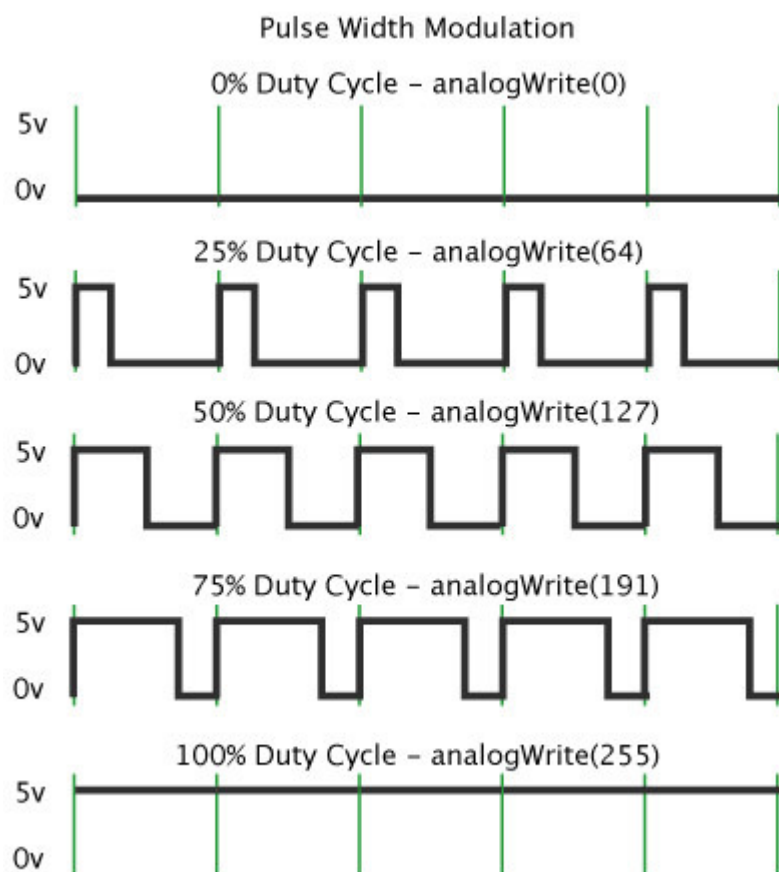 Pulse Width Modulation
0% Duty Cycle – analogWrite(0)
5v
0v
25% Duty Cycle – analogWrite(64)
5v
0v
50% Duty Cycle – analogWrite(127)
5v
0v
75% Duty Cycle – analogWrite(191)
5v
0v
100% Duty Cycle – analogWrite(255)
5v
0v